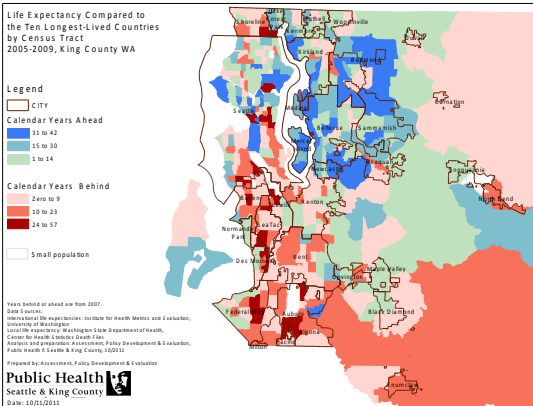 Life Expectancy Compared to
the Ten Longest-Lived Countries
by Census Tract
2005-2009, King County WA
Legend
CITY
Calendar Years Ahead
31 to 42
15 to 30
1 to 14
Calendar Years Behind
Zero to 9
10 to 23
24 to 57
Small population
Shoreline
Forest
Bothell
Woodinville
Kenmore
Kirkland
Redmond
Duvall
Carnation
Seattle
Medina
Bellevue
Sammamish
Mercer
Island
Newcastle
Issaquah
Snoqualmie
North Bend
Burien
Tukwila
Renton
Normandy
Park
SeaTac
Des Moines
Kent
Covington
Maple Valley
Federal Way
Auburn
Black Diamond
Algona
Pacific
Milton
Enumclaw
Years behind or ahead are from 2007.
Data Sources:
International life expectancies: Institute for Health Metrics and Evaluation,
University of Washington
Local life expectancy: Washington State Department of Health,
Center for Health Statistics Death Files
Analysis and preparation: Assessment, Policy Development & Evaluation,
Public Health Seattle & King County, 10/2011
Prepared by: Assessment, Policy Development & Evaluation
Public Health
Seattle & King County
Date: 10/11/2011